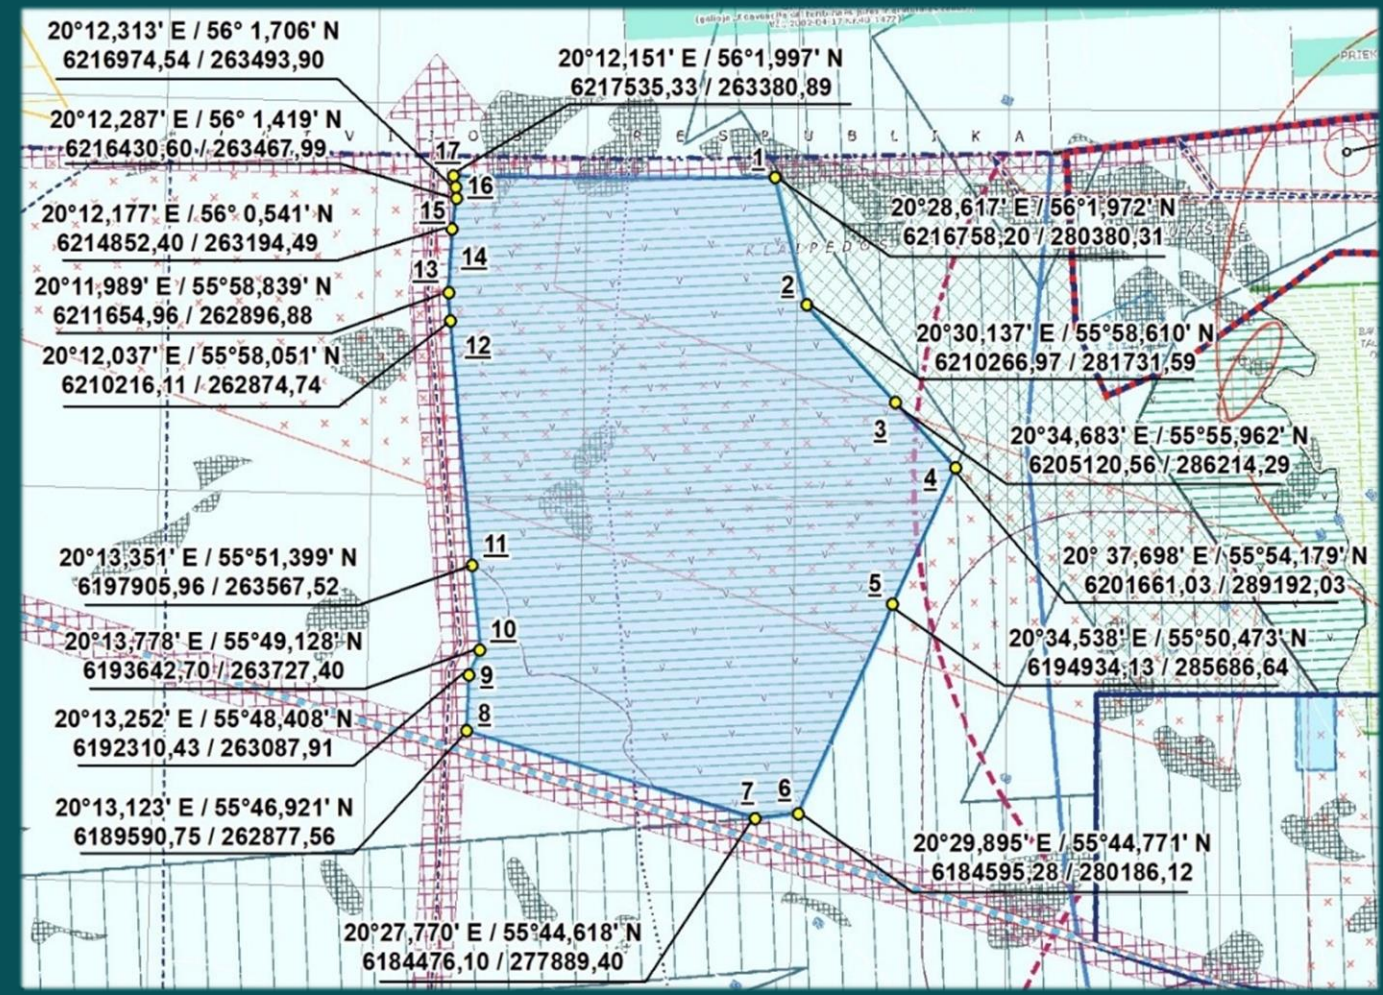 20°12,313' E / 56° 1,706' N
6216974,54 / 263493,90
20°12,151' E / 56°1,997' N
6217535,33 / 263380,89
20°12,287' E / 56° 1,419' N
6216430,60 / 263467,99
R E S P U B L I K A
17
1
16
20°12,177' E / 56° 0,541' N
6214852,40 / 263194,49
15
20°28,617' E / 56°1,972' N
6216758,20 / 280380,31
14
K L A I P Ė D O S
13
20°11,989' E / 55°58,839' N
6211654,96 / 262896,88
2
12
20°12,037' E / 55°58,051' N
6210216,11 / 262874,74
20°30,137' E / 55°58,610' N
6210266,97 / 281731,59
3
20°34,683' E / 55°55,962' N
6205120,56 / 286214,29
4
11
20°13,351' E / 55°51,399' N
6197905,96 / 263567,52
20° 37,698' E / 55°54,179' N
6201661,03 / 289192,03
5
10
20°13,778' E / 55°49,128' N
6193642,70 / 263727,40
20°34,538' E / 55°50,473' N
6194934,13 / 285686,64
9
20°13,252' E / 55°48,408' N
6192310,43 / 263087,91
8
20°13,123' E / 55°46,921' N
6189590,75 / 262877,56
7
6
20°29,895' E / 55°44,771' N
6184595,28 / 280186,12
20°27,770' E / 55°44,618' N
6184476,10 / 277889,40